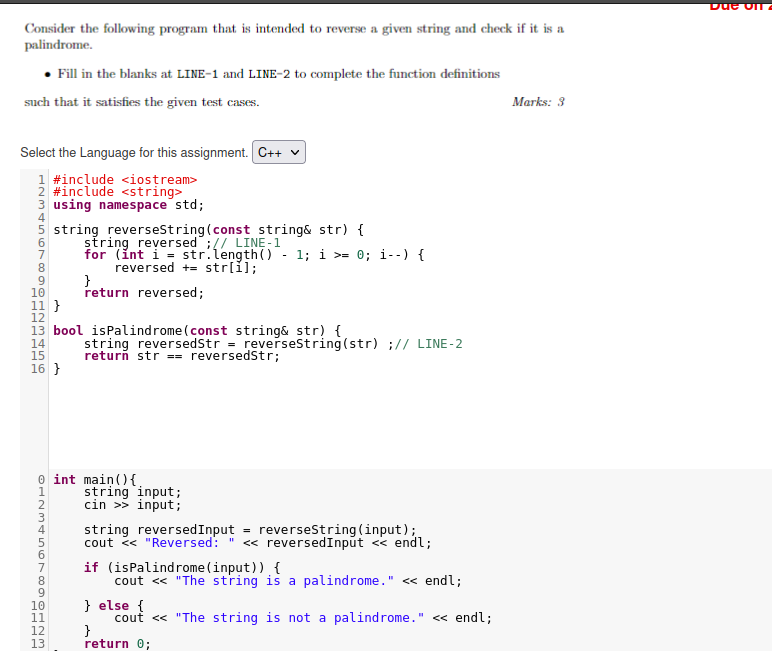 Due on 2
Consider the following program that is intended to reverse a given string and check if it is a
palindrome.
• Fill in the blanks at LINE-1 and LINE-2 to complete the function definitions
such that it satisfies the given test cases. Marks: 3
Select the Language for this assignment. C++
1 #include <iostream>
2 #include <string>
3 using namespace std;
4
5 string reverseString(const string& str) {
6     string reversed ;// LINE-1
7     for (int i = str.length() - 1; i >= 0; i--) {
8         reversed += str[i];
9     }
10     return reversed;
11 }
12
13 bool isPalindrome(const string& str) {
14     string reversedStr = reverseString(str) ;// LINE-2
15     return str == reversedStr;
16 }
0 int main(){
1     string input;
2     cin >> input;
3
4     string reversedInput = reverseString(input);
5     cout << "Reversed: " << reversedInput << endl;
6
7     if (isPalindrome(input)) {
8         cout << "The string is a palindrome." << endl;
9
10     } else {
11         cout << "The string is not a palindrome." << endl;
12     }
13     return 0;